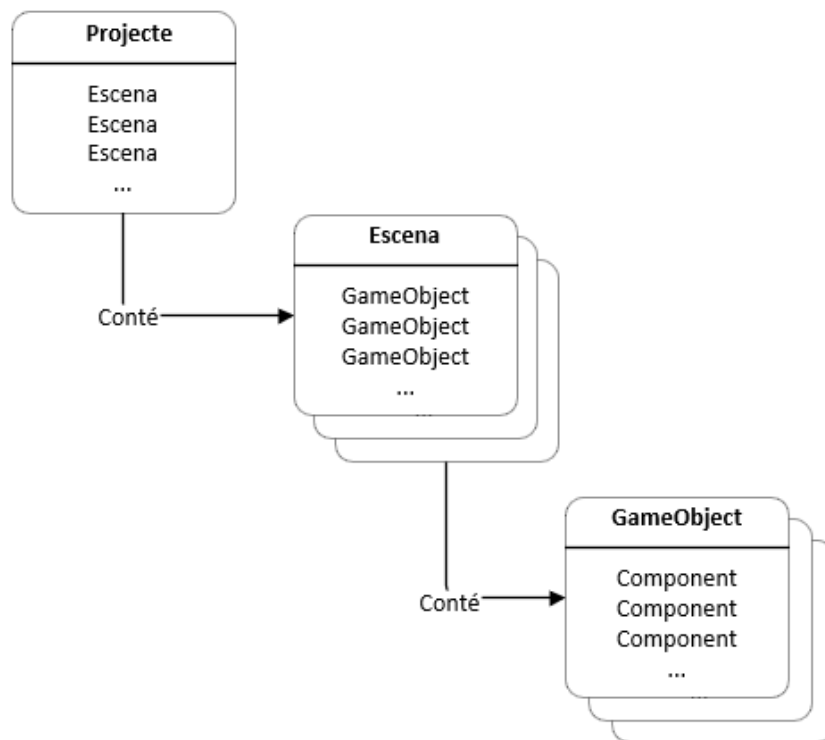 Projecte
Escena
Escena
Escena
...
Conté
Escena
GameObject
GameObject
GameObject
...
...
Conté
GameObject
Component
Component
Component
...
...